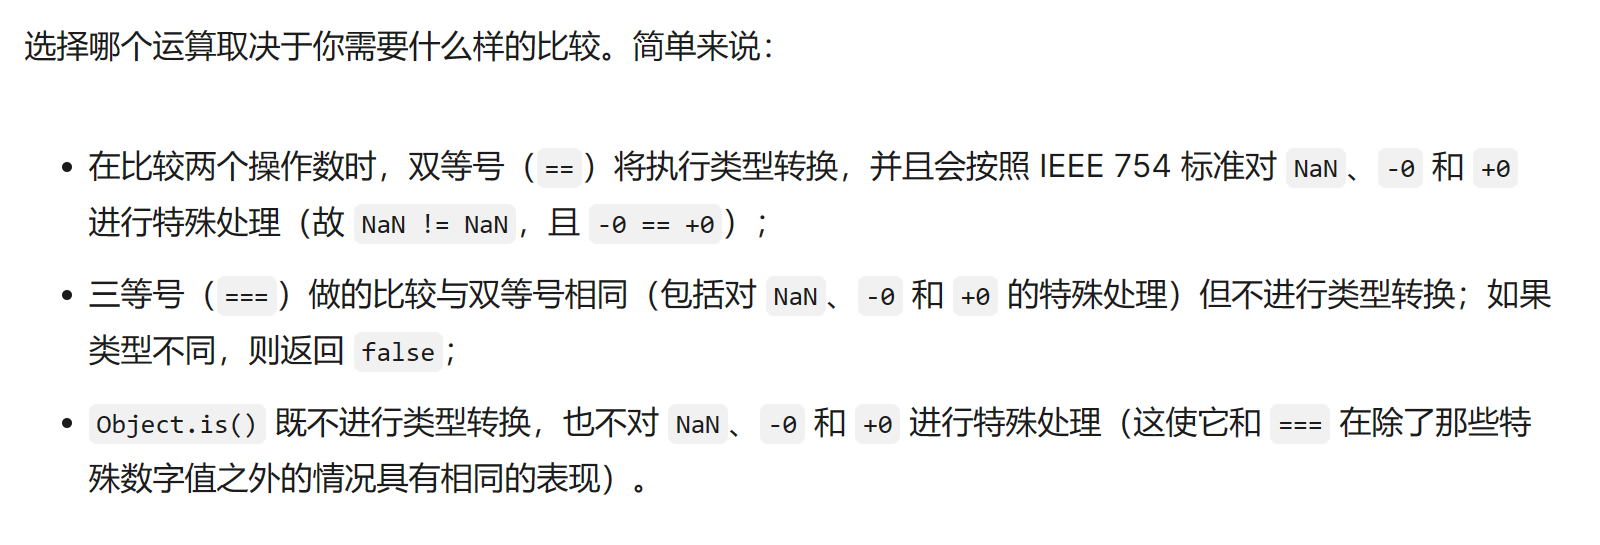 选择哪个运算取决于你需要什么样的比较。简单来说：
• 在比较两个操作数时，双等号（==）将执行类型转换，并且会按照 IEEE 754 标准对 NaN、-0 和 +0
进行特殊处理（故 NaN != NaN，且 -0 == +0）；
• 三等号（===）做的比较与双等号相同（包括对 NaN、-0 和 +0 的特殊处理）但不进行类型转换；如果
类型不同，则返回 false；
• Object.is() 既不进行类型转换，也不对 NaN、-0 和 +0 进行特殊处理（这使它和 === 在除了那些特
殊数字值之外的情况具有相同的表现）。